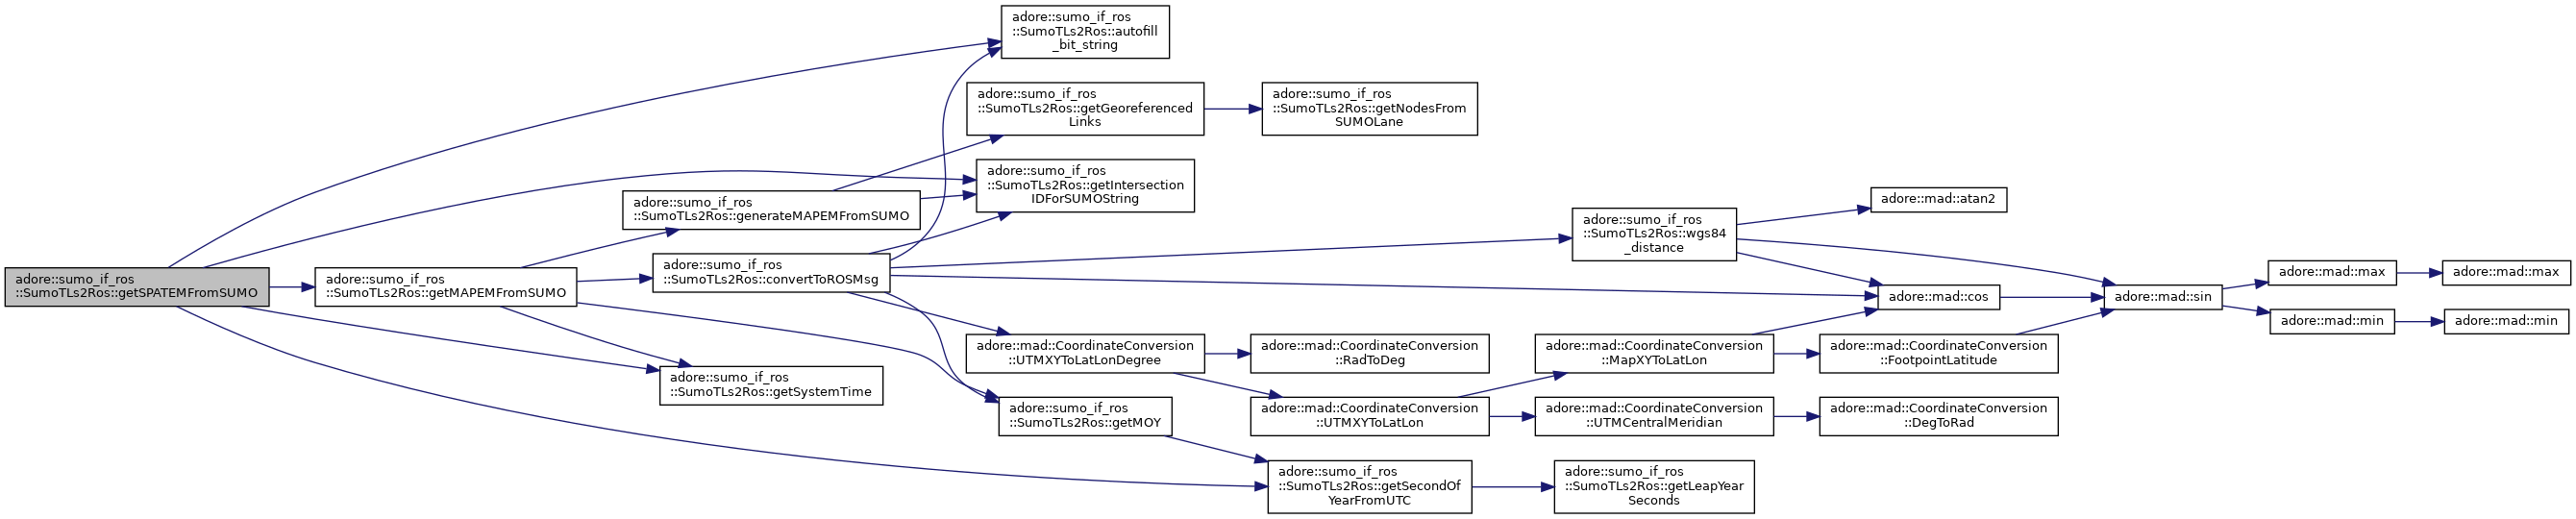 adore::sumo_if_ros
::SumoTLs2Ros::getSPATEMFromSUMO
adore::sumo_if_ros
::SumoTLs2Ros::getMAPEMFromSUMO
adore::sumo_if_ros
::SumoTLs2Ros::generateMAPEMFromSUMO
adore::sumo_if_ros
::SumoTLs2Ros::convertToROSMsg
adore::sumo_if_ros
::SumoTLs2Ros::getSystemTime
adore::sumo_if_ros
::SumoTLs2Ros::autofill
_bit_string
adore::sumo_if_ros
::SumoTLs2Ros::getGeoreferenced
Links
adore::sumo_if_ros
::SumoTLs2Ros::getIntersection
IDForSUMOString
adore::mad::CoordinateConversion
::UTMXYToLatLonDegree
adore::sumo_if_ros
::SumoTLs2Ros::getMOY
adore::sumo_if_ros
::SumoTLs2Ros::getNodesFrom
SUMOLane
adore::mad::CoordinateConversion
::RadToDeg
adore::mad::CoordinateConversion
::UTMXYToLatLon
adore::sumo_if_ros
::SumoTLs2Ros::getSecondOf
YearFromUTC
adore::sumo_if_ros
::SumoTLs2Ros::wgs84
_distance
adore::mad::CoordinateConversion
::MapXYToLatLon
adore::mad::CoordinateConversion
::UTMCentralMeridian
adore::sumo_if_ros
::SumoTLs2Ros::getLeapYear
Seconds
adore::mad::atan2
adore::mad::cos
adore::mad::CoordinateConversion
::FootpointLatitude
adore::mad::CoordinateConversion
::DegToRad
adore::mad::sin
adore::mad::max
adore::mad::min
adore::mad::max
adore::mad::min